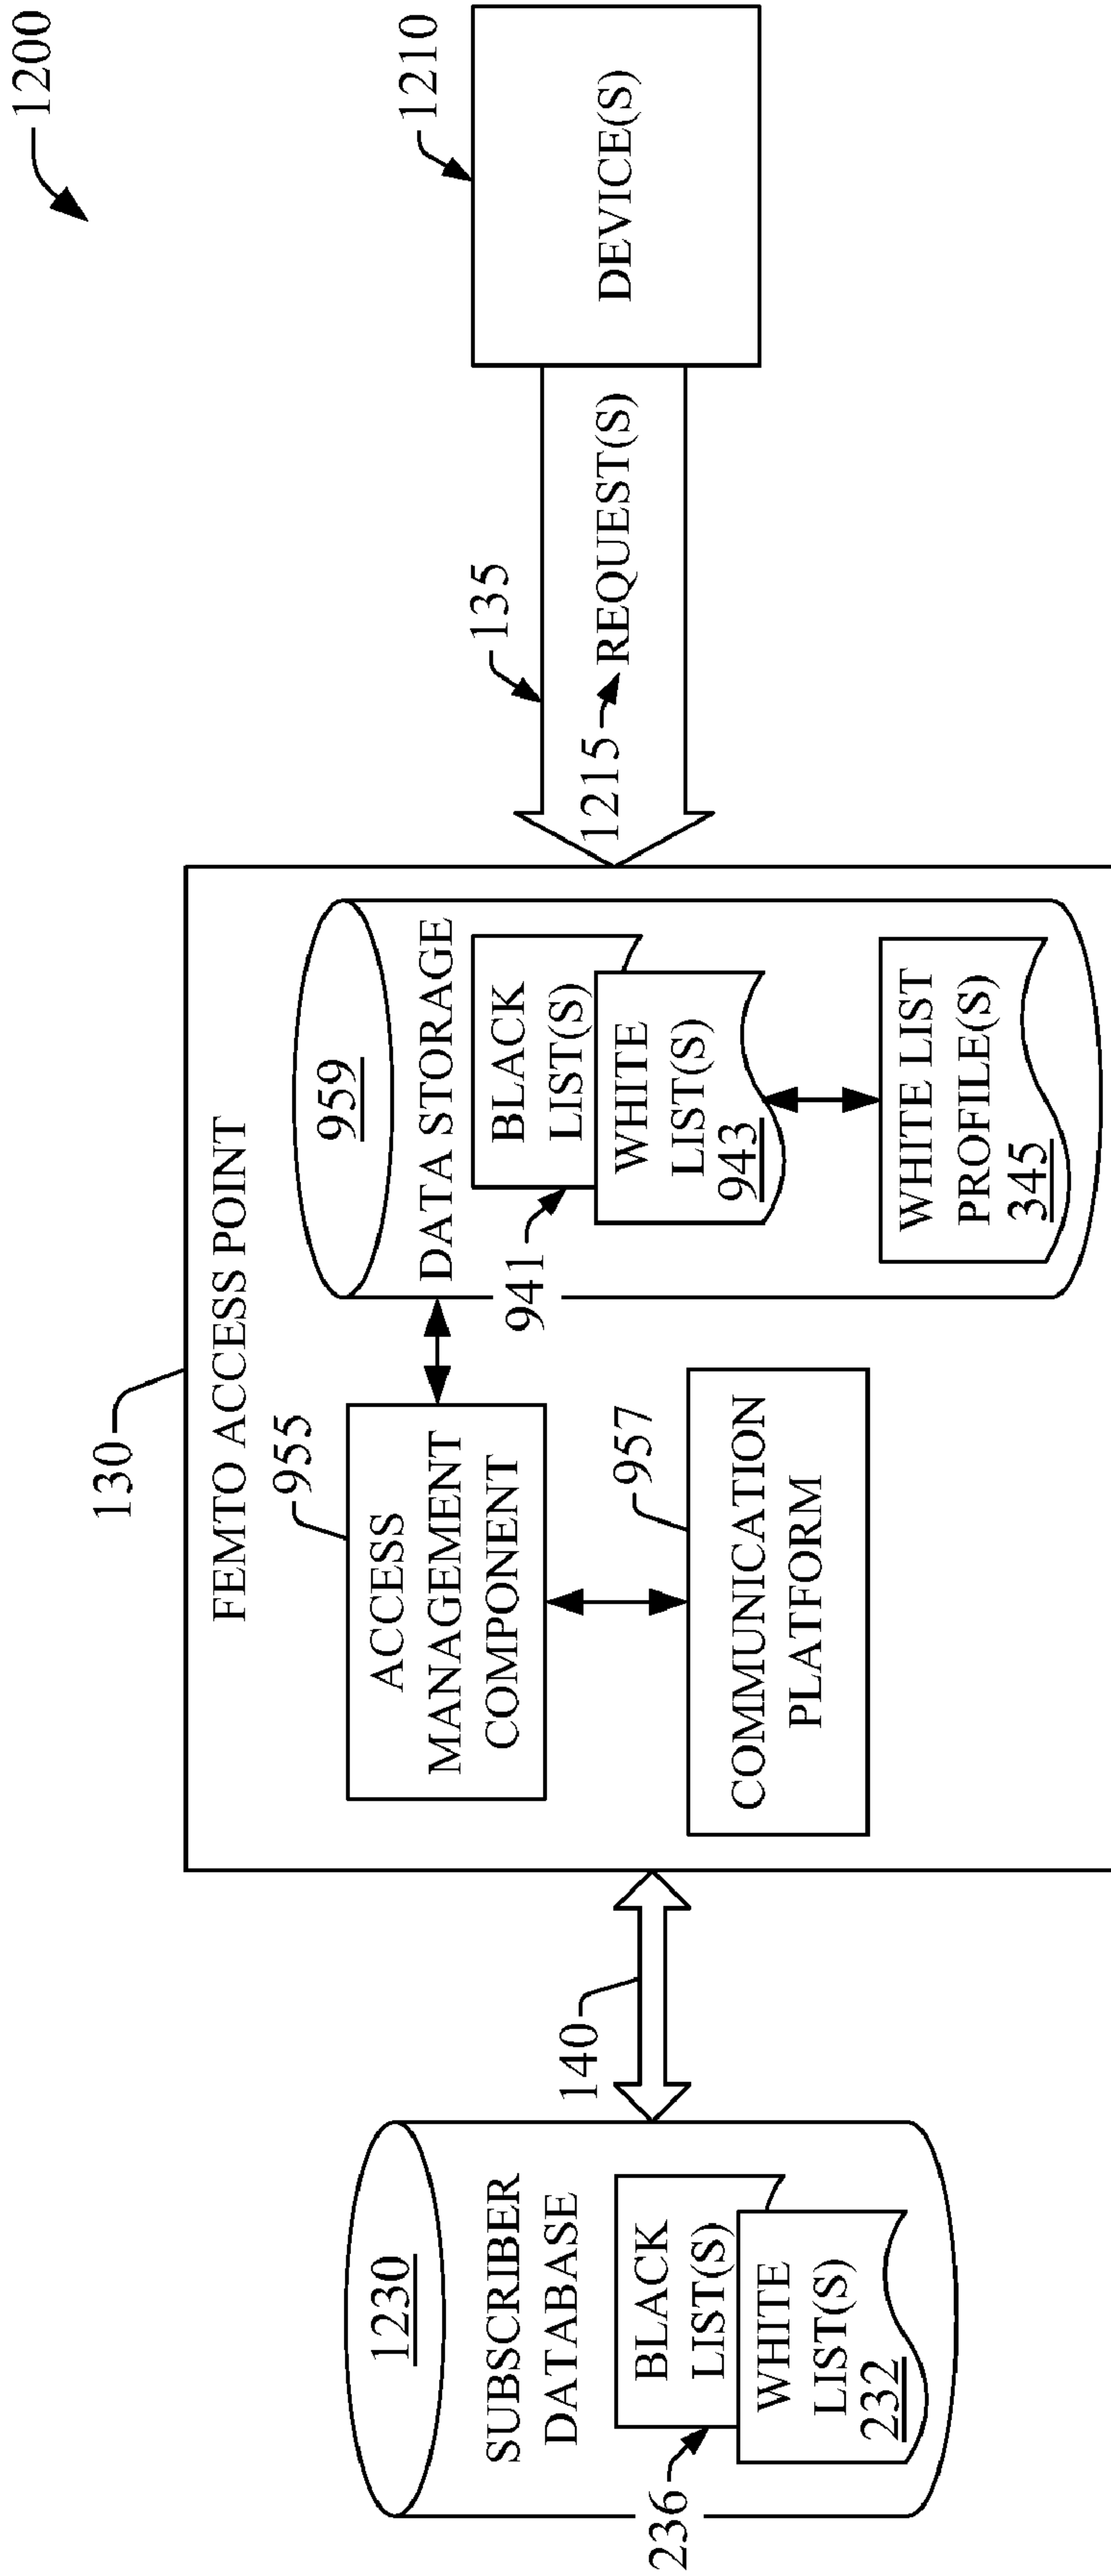 1200
130
FEMTO ACCESS POINT
1230
SUBSCRIBER
DATABASE
BLACK
LIST(S)
WHITE
LIST(S)
232
236
140
955
ACCESS
MANAGEMENT
COMPONENT
957
COMMUNICATION
PLATFORM
959
DATA STORAGE
941
BLACK
LIST(S)
WHITE
LIST(S)
943
WHITE LIST
PROFILE(S)
345
135
1215
REQUEST(S)
1210
DEVICE(S)